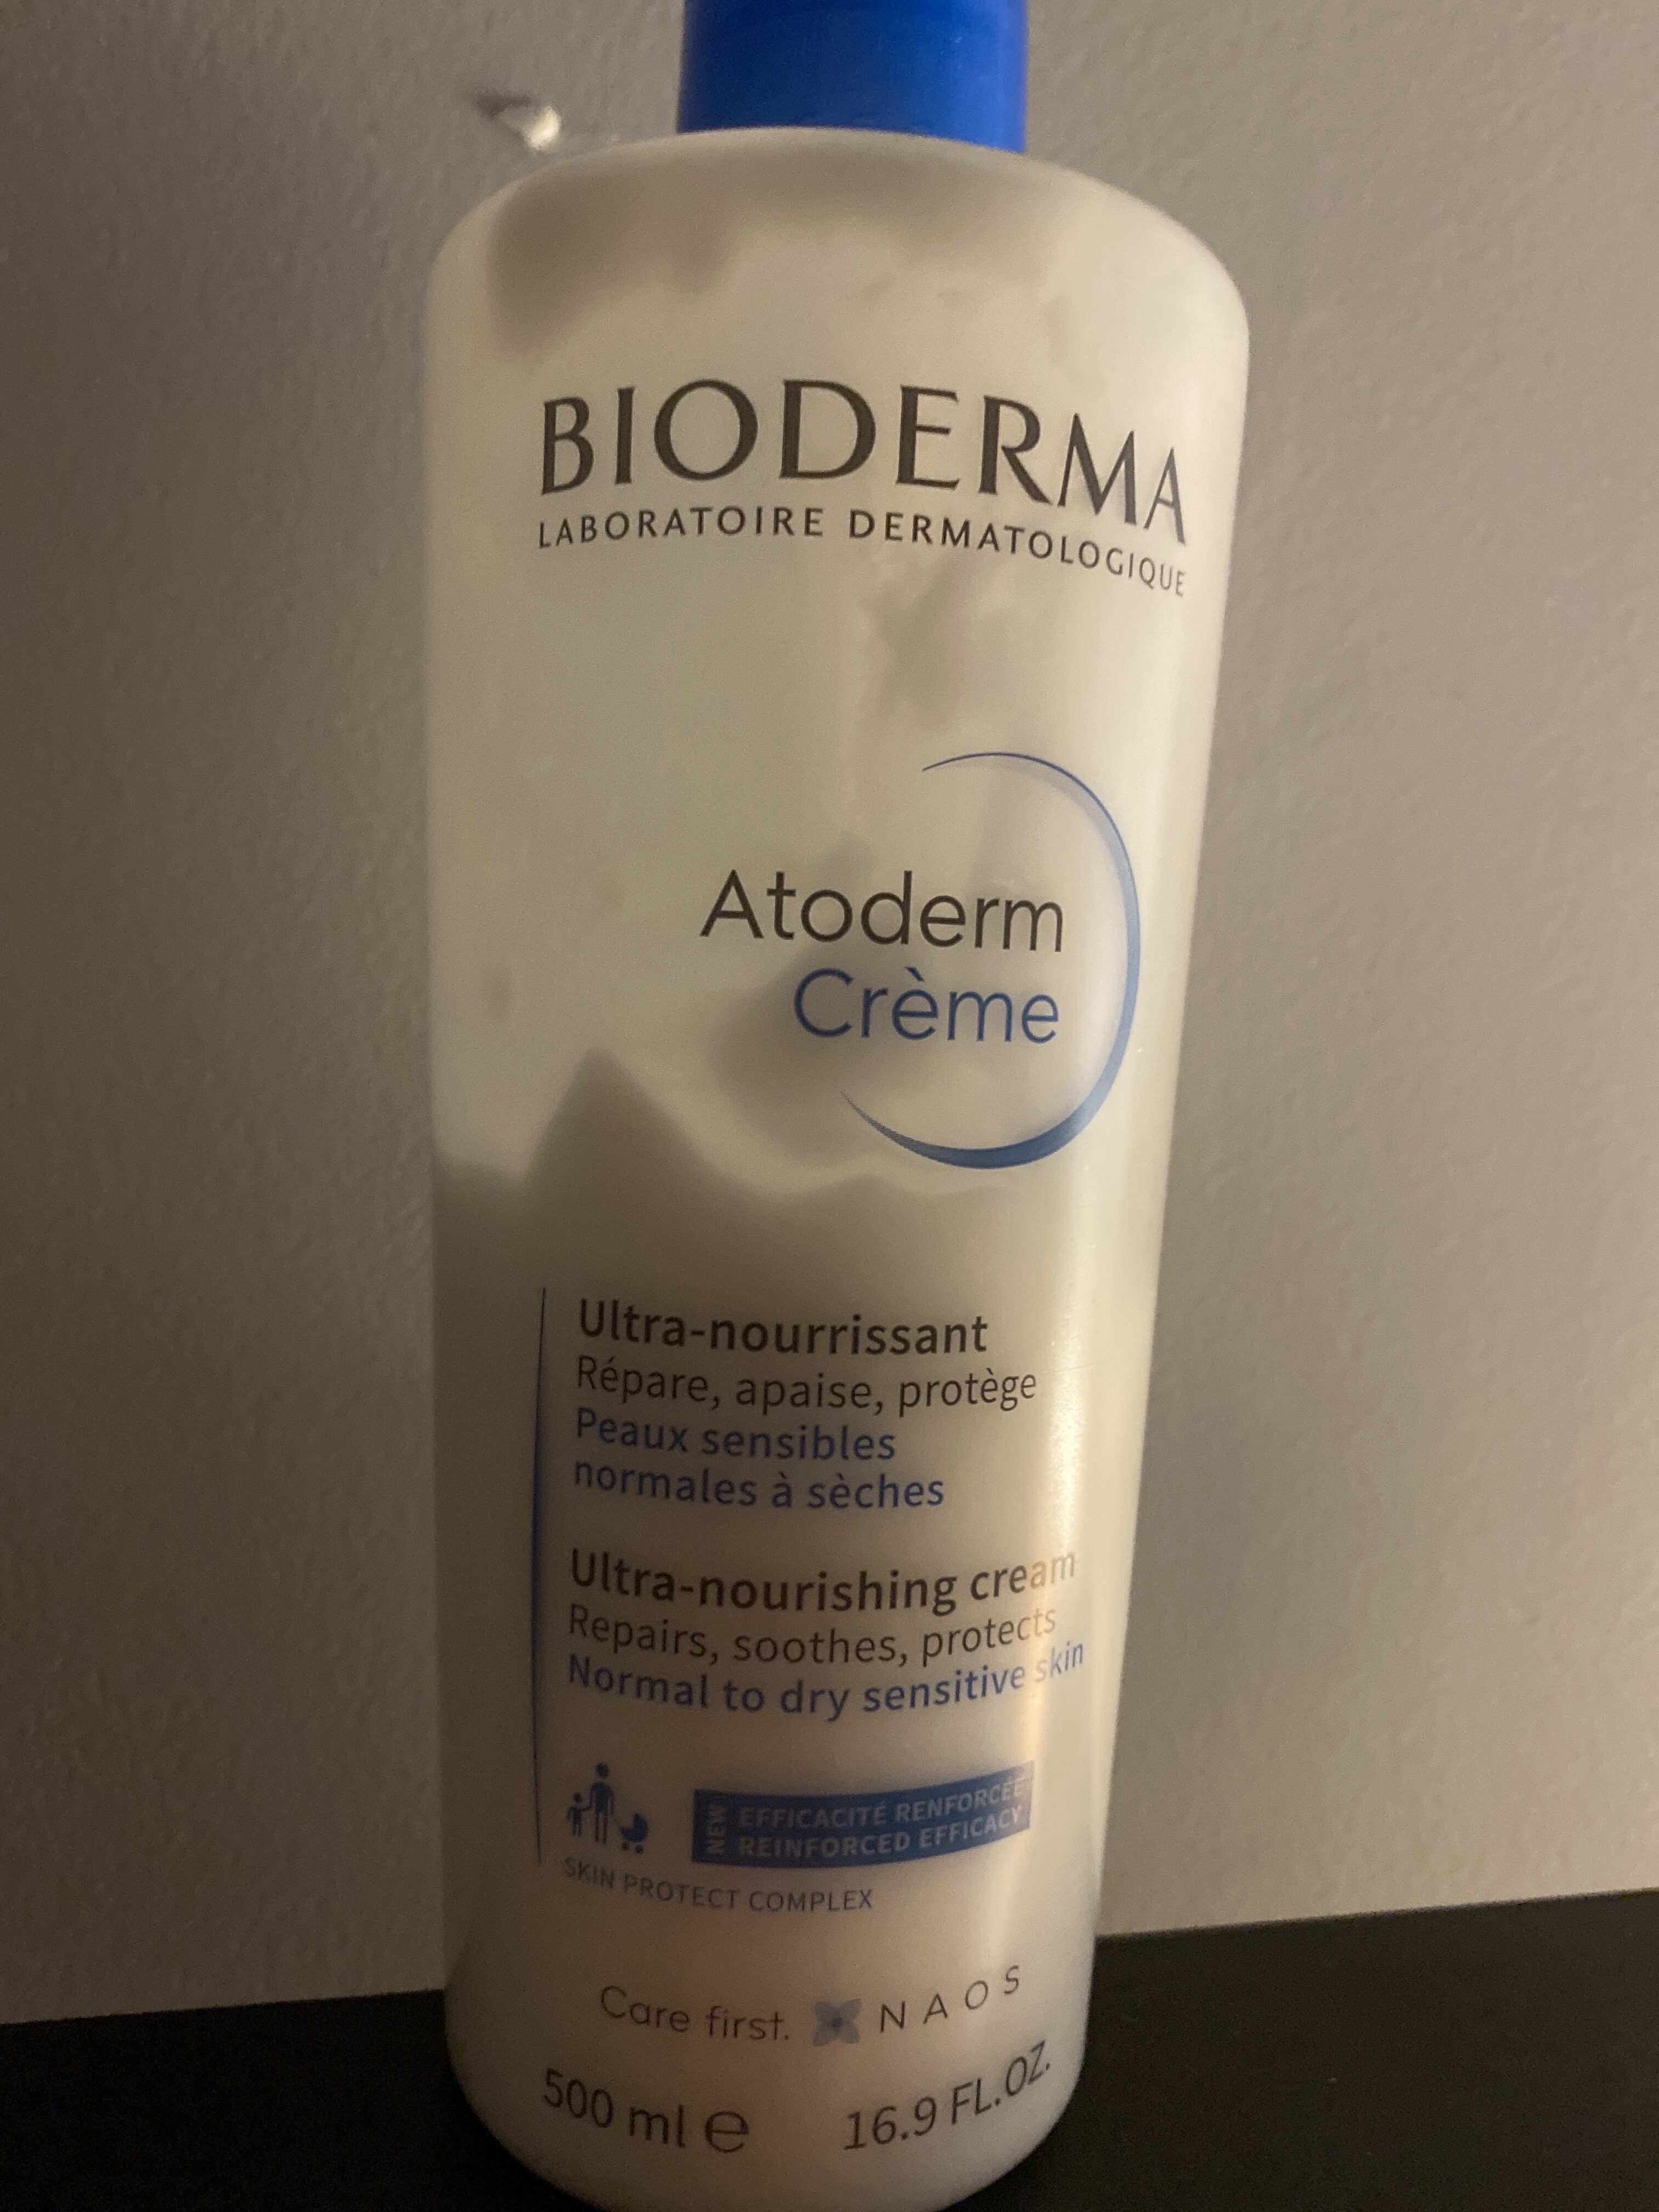 BIODERMA
LABORATOIRE DERMATOLOGIQUE
Atoderm
Crème
Ultra-nourrissant
Répare, apaise, protège
Peaux sensibles
normales à sèches
Ultra-nourishing cream
Repairs, soothes, protects
Normal to dry sensitive skin
NEW
EFFICACITÉ RENFORCÉE
REINFORCED EFFICACY
SKIN PROTECT COMPLEX
Care first. NAOS
500 ml e 16.9 FL.OZ.